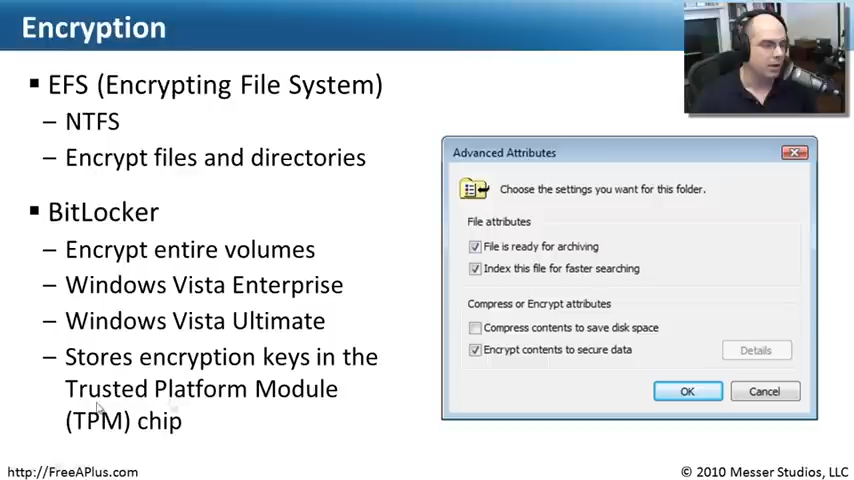 Encryption
EFS (Encrypting File System)
– NTFS
– Encrypt files and directories
BitLocker
– Encrypt entire volumes
– Windows Vista Enterprise
– Windows Vista Ultimate
– Stores encryption keys in the
Trusted Platform Module
(TPM) chip
Advanced Attributes
Choose the settings you want for this folder.
File attributes
File is ready for archiving
Index this file for faster searching
Compress or Encrypt attributes
Compress contents to save disk space
Encrypt contents to secure data
Details
OK
Cancel
http://FreeAPlus.com
© 2010 Messer Studios, LLC